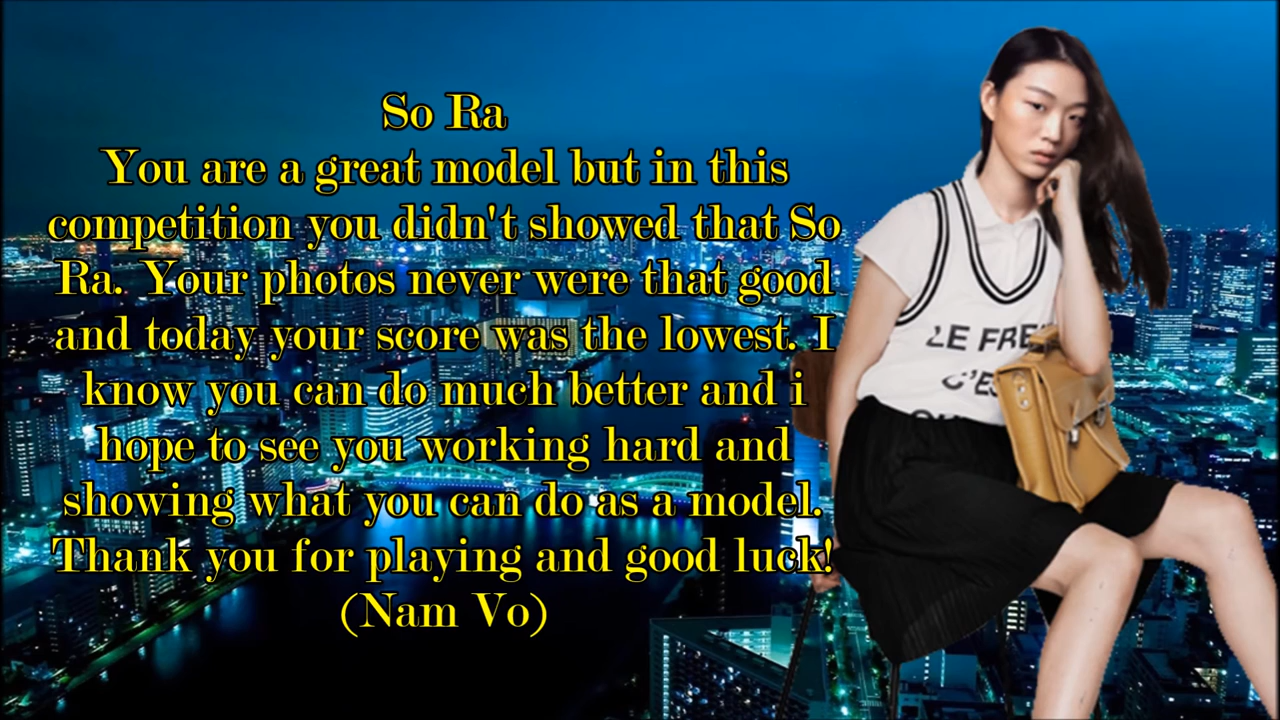 So Ra
You are a great model but in this
competition you didn't showed that So
Ra. Your photos never were that good
and today your score was the lowest. I
know you can do much better and i
hope to see you working hard and
showing what you can do as a model.
Thank you for playing and good luck!
(Nam Vo)
LE FRE
C'ES